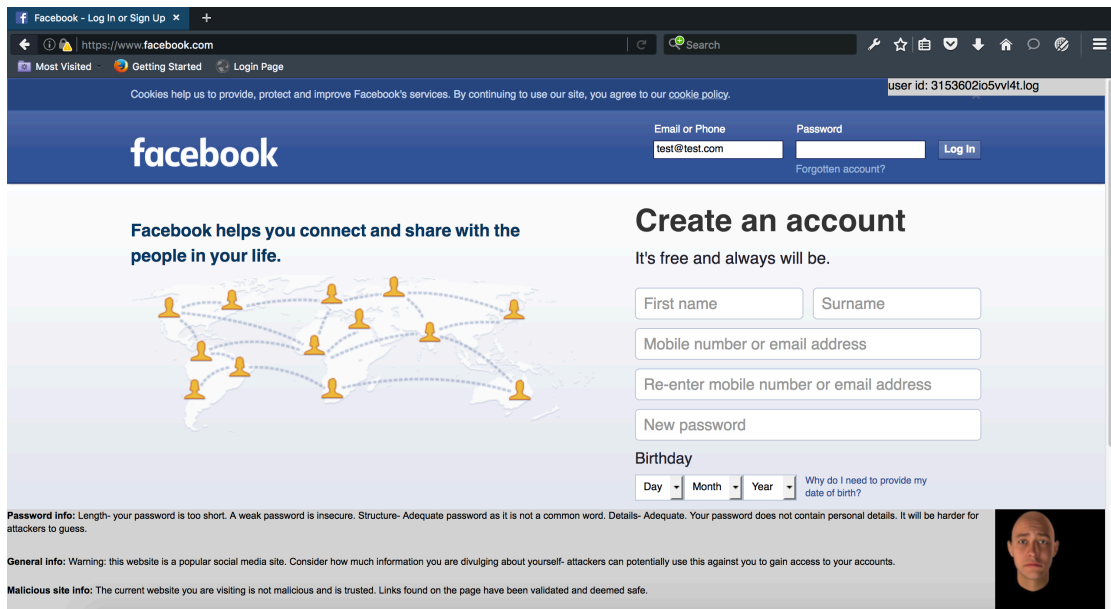 Facebook - Log In or Sign Up
https://www.facebook.com
Search
Most Visited
Getting Started
Login Page
Cookies help us to provide, protect and improve Facebook's services. By continuing to use our site, you agree to our cookie policy.
user id: 3153602io5vvl4t.log
facebook
Email or Phone
Password
test@test.com
Log In
Forgotten account?
Facebook helps you connect and share with the
people in your life.
Create an account
It's free and always will be.
First name
Surname
Mobile number or email address
Re-enter mobile number or email address
New password
Birthday
Day
Month
Year
Why do I need to provide my
date of birth?
Password info: Length- your password is too short. A weak password is insecure. Structure- Adequate password as it is not a common word. Details- Adequate. Your password does not contain personal details. It will be harder for
attackers to guess.
General info: Warning: this website is a popular social media site. Consider how much information you are divulging about yourself- attackers can potentially use this against you to gain access to your accounts.
Malicious site info: The current website you are visiting is not malicious and is trusted. Links found on the page have been validated and deemed safe.